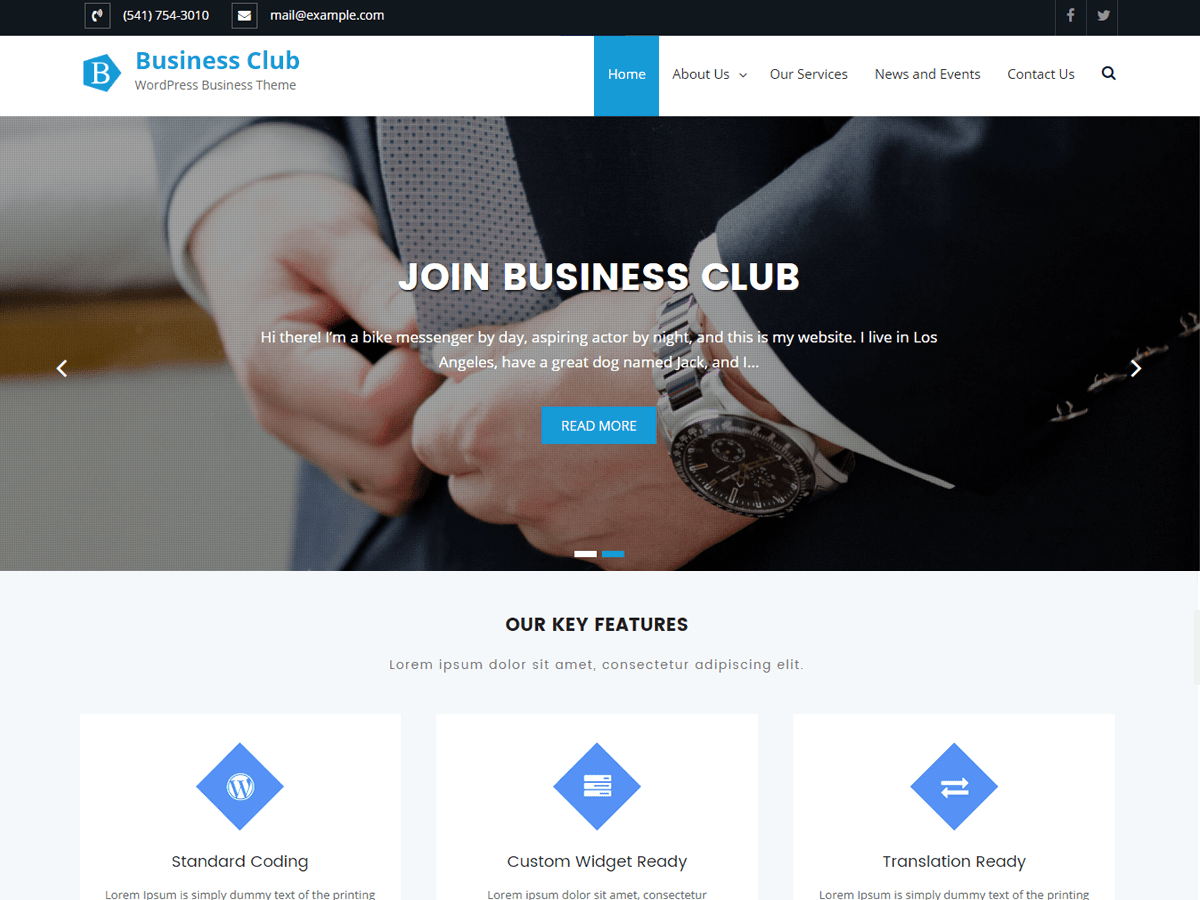 (541) 754-3010 mail@example.com
B
Business Club
WordPress Business Theme
Home About Us Our Services News and Events Contact Us
JOIN BUSINESS CLUB
Hi there! I’m a bike messenger by day, aspiring actor by night, and this is my website. I live in Los
Angeles, have a great dog named Jack, and I…
READ MORE
OUR KEY FEATURES
Lorem ipsum dolor sit amet, consectetur adipiscing elit.
Standard Coding
Lorem Ipsum is simply dummy text of the printing
Custom Widget Ready
Lorem ipsum dolor sit amet, consectetur
Translation Ready
Lorem Ipsum is simply dummy text of the printing